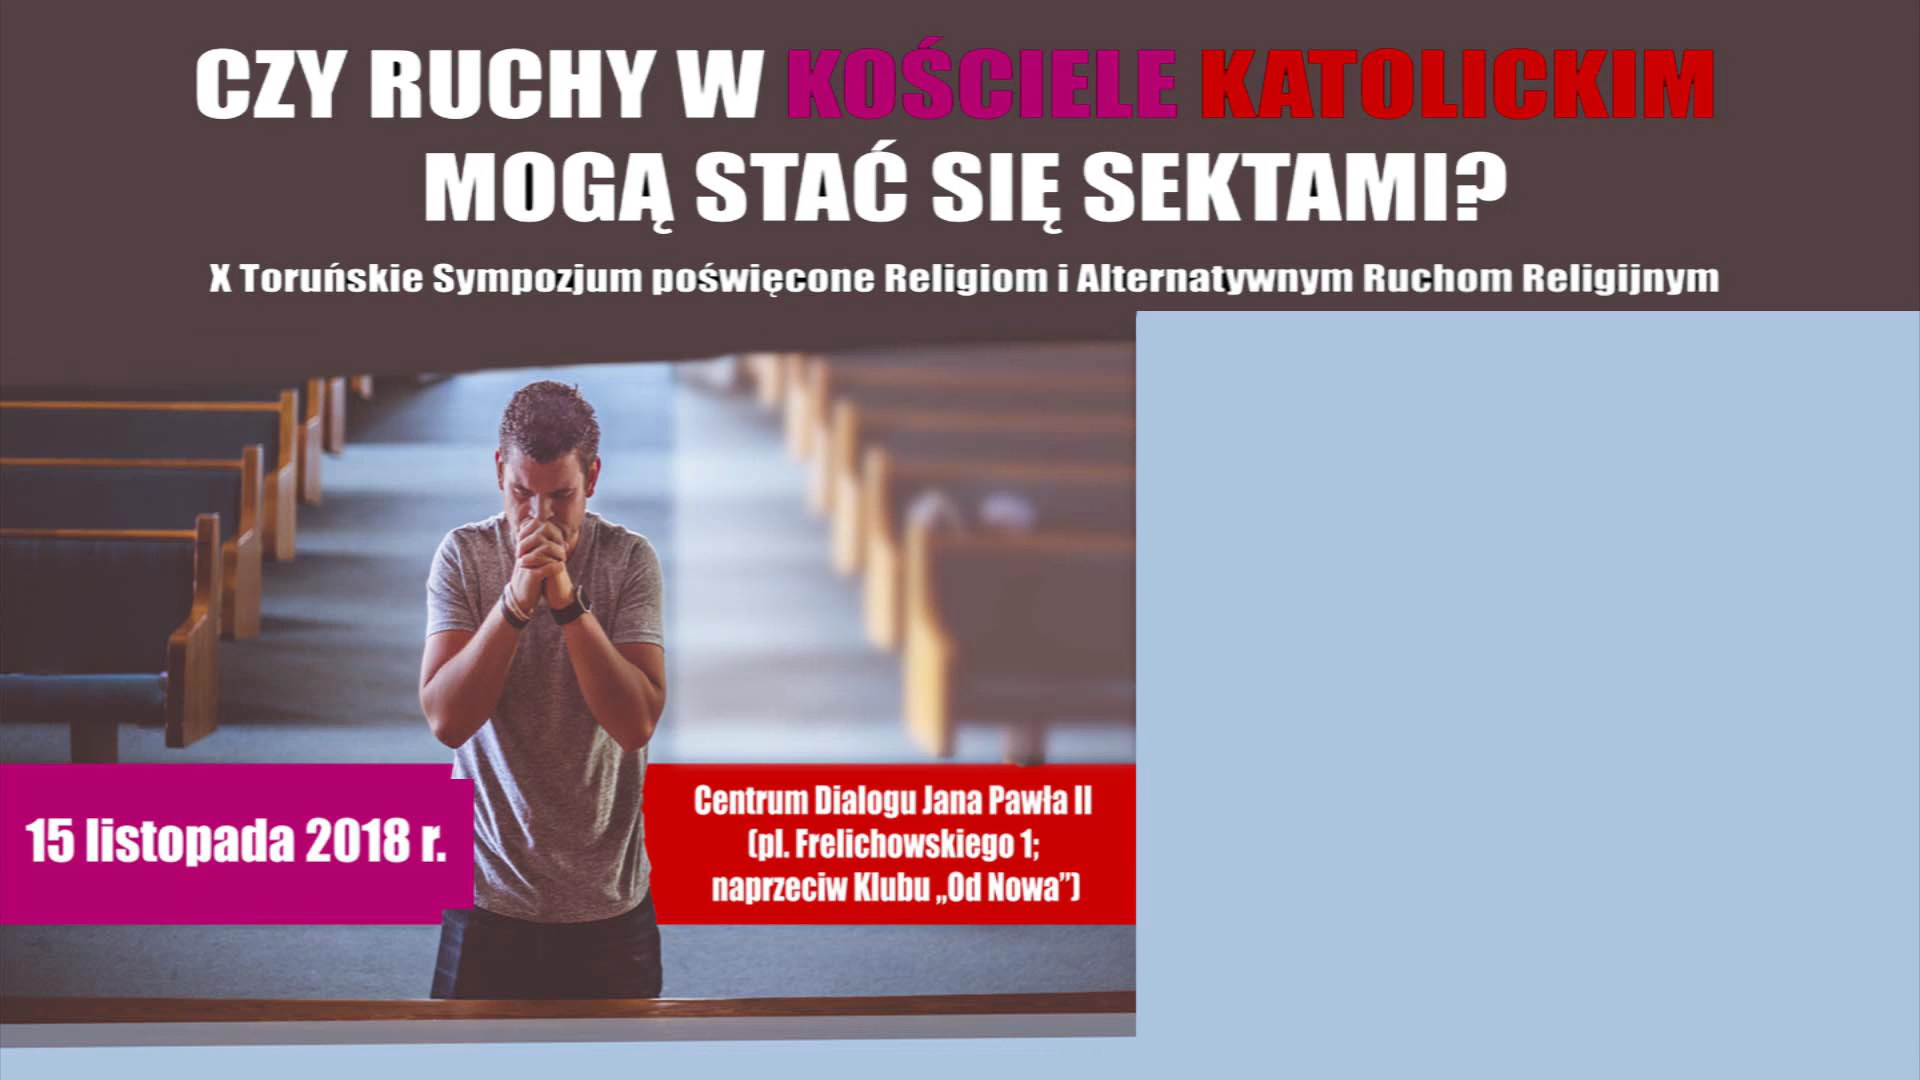 CZY RUCHY W KOŚCIELE KATOLICKIM
MOGĄ STAĆ SIĘ SEKTAMI?
X Toruńskie Sympozjum poświęcone Religiom i Alternatywnym Ruchom Religijnym
15 listopada 2018 r.
Centrum Dialogu Jana Pawła II
(pl. Frelichowskiego 1;
naprzeciw Klubu „Od Nowa”)